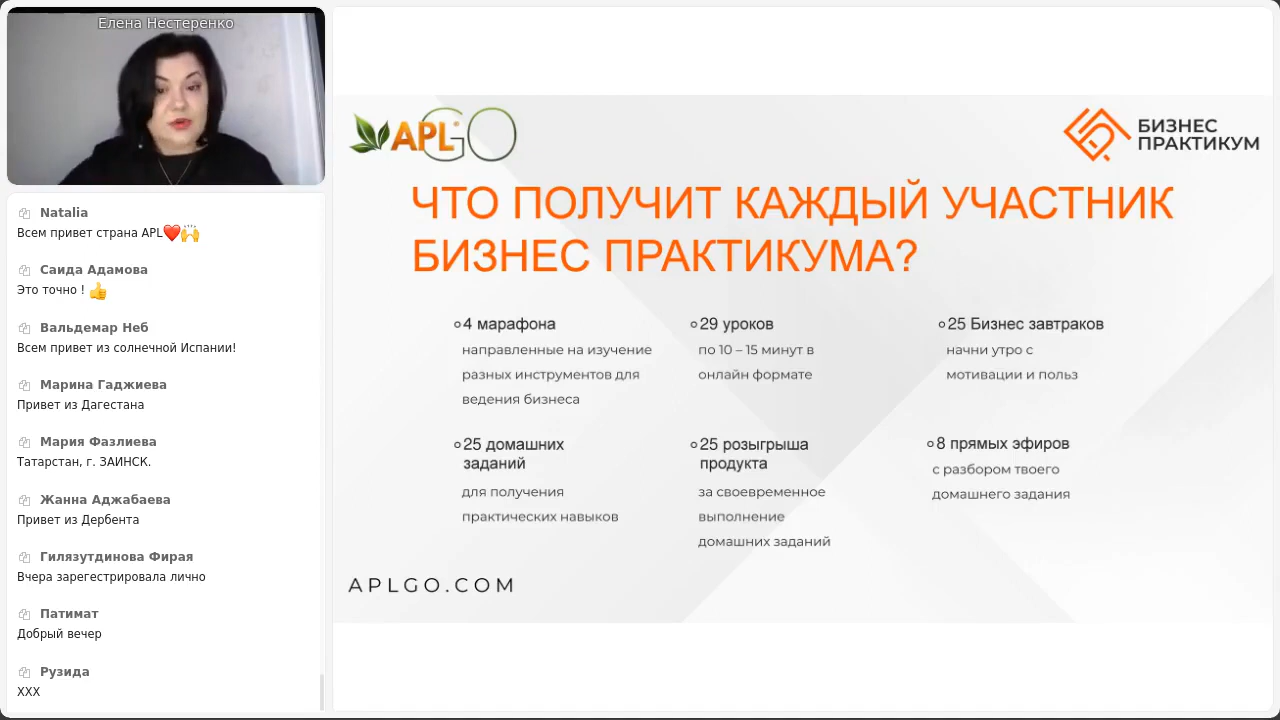 Елена Нестеренко
Natalia
Всем привет страна APL❤️🙌
Саида Адамова
Это точно ! 👍
Вальдемар Неб
Всем привет из солнечной Испании!
Марина Гаджиева
Привет из Дагестана
Мария Фазлиева
Татарстан, г. ЗАИНСК.
Жанна Аджабаева
Привет из Дербента
Гилязутдинова Фирая
Вчера зарегестрировала лично
Патимат
Добрый вечер
Рузида
ХХХ
APLGO
БИЗНЕС
ПРАКТИКУМ
ЧТО ПОЛУЧИТ КАЖДЫЙ УЧАСТНИК
БИЗНЕС ПРАКТИКУМА?
4 марафона
направленные на изучение
разных инструментов для
ведения бизнеса
29 уроков
по 10 – 15 минут в
онлайн формате
25 Бизнес завтраков
начни утро с
мотивации и польз
25 домашних
заданий
для получения
практических навыков
25 розыгрыша
продукта
за своевременное
выполнение
домашних заданий
8 прямых эфиров
с разбором твоего
домашнего задания
APLGO.COM